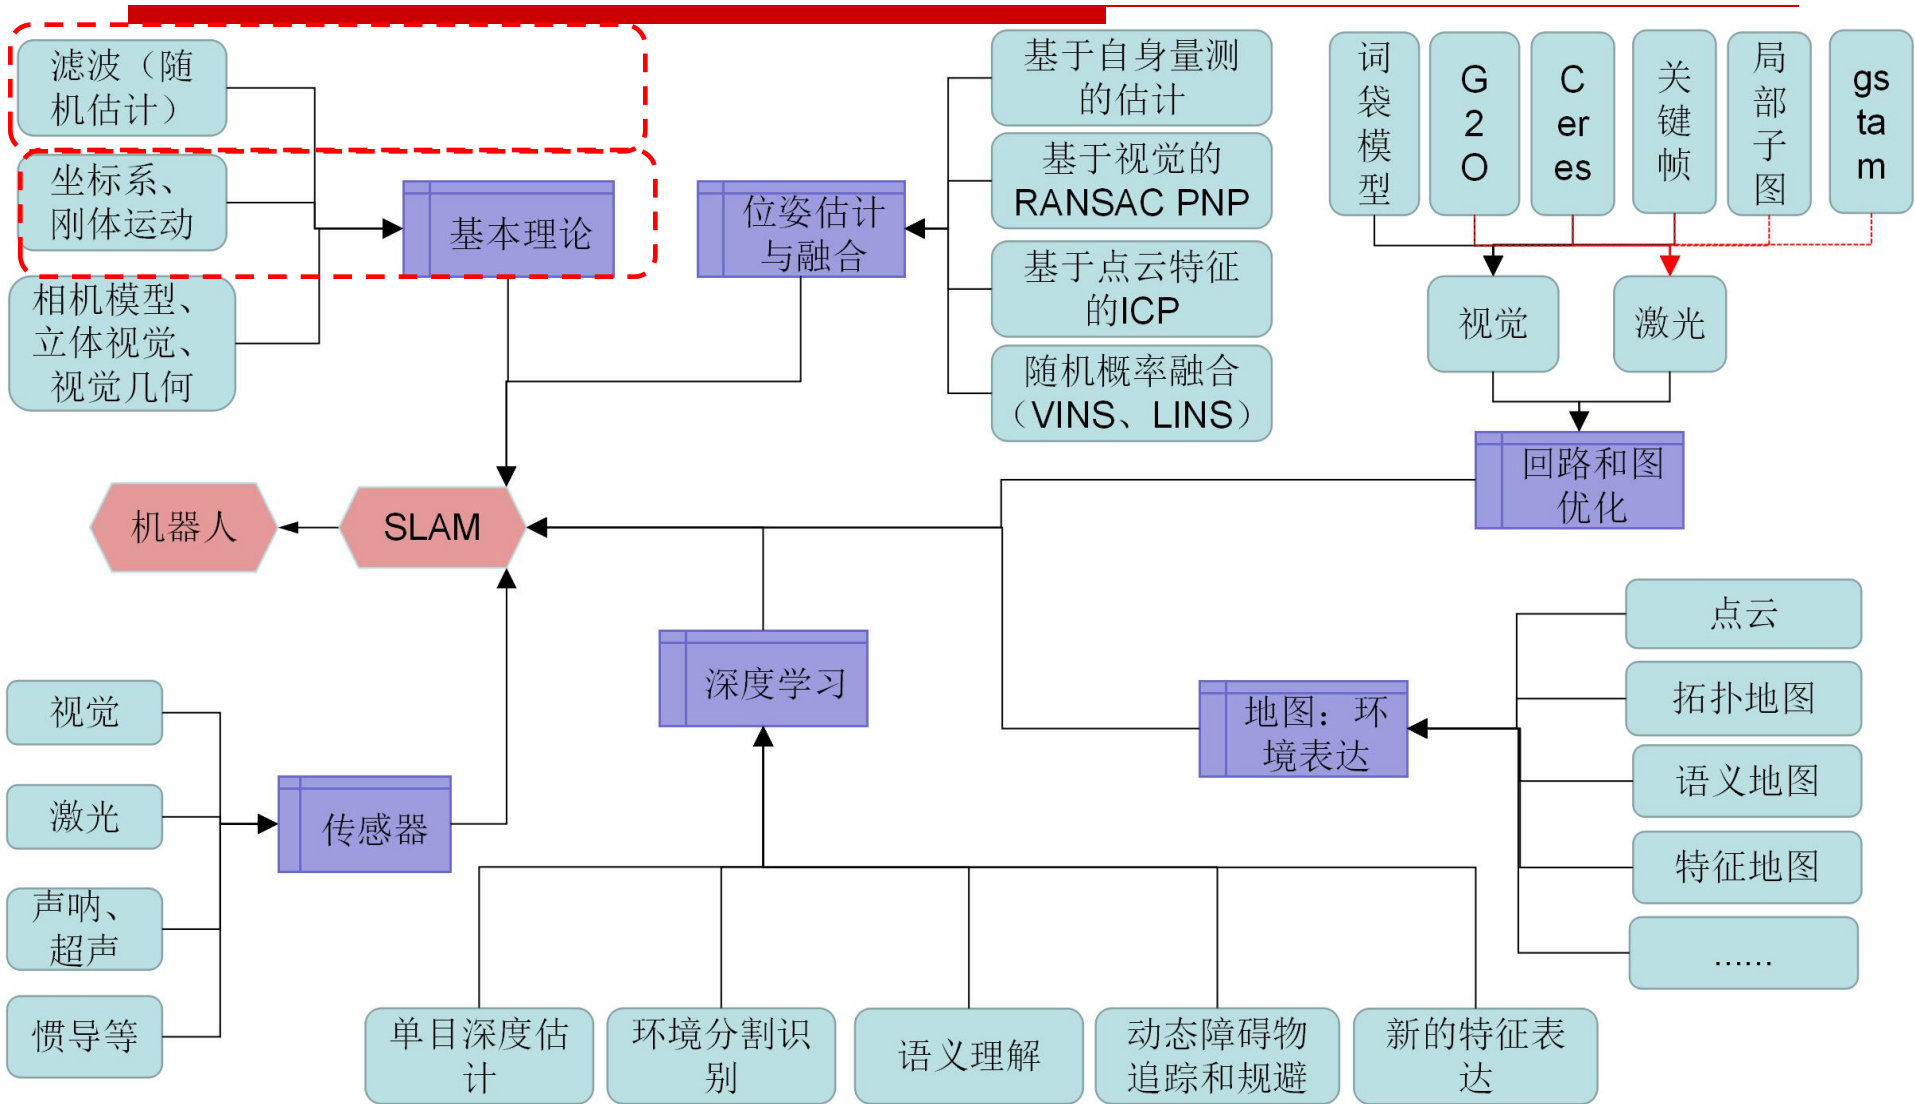 滤波（随
机估计）
坐标系、
刚体运动
相机模型、
立体视觉、
视觉几何
基本理论
位姿估计
与融合
基于自身量测
的估计
基于视觉的
RANSAC PNP
基于点云特征
的ICP
随机概率融合
（VINS、LINS）
词
袋
模
型
G
2
O
C
er
es
关
键
帧
局
部
子
图
gs
ta
m
视觉
激光
回路和图
优化
机器人
SLAM
深度学习
地图：环
境表达
点云
拓扑地图
语义地图
特征地图
......
视觉
激光
声呐、
超声
惯导等
传感器
单目深度估
计
环境分割识
别
语义理解
动态障碍物
追踪和规避
新的特征表
达